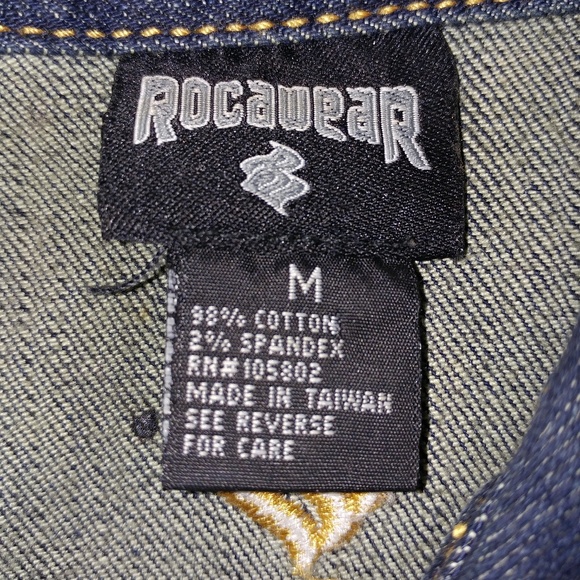 ROCAWEAR
M
98% COTTON
2% SPANDEX
RN# 105802
MADE IN TAIWAN
SEE REVERSE
FOR CARE